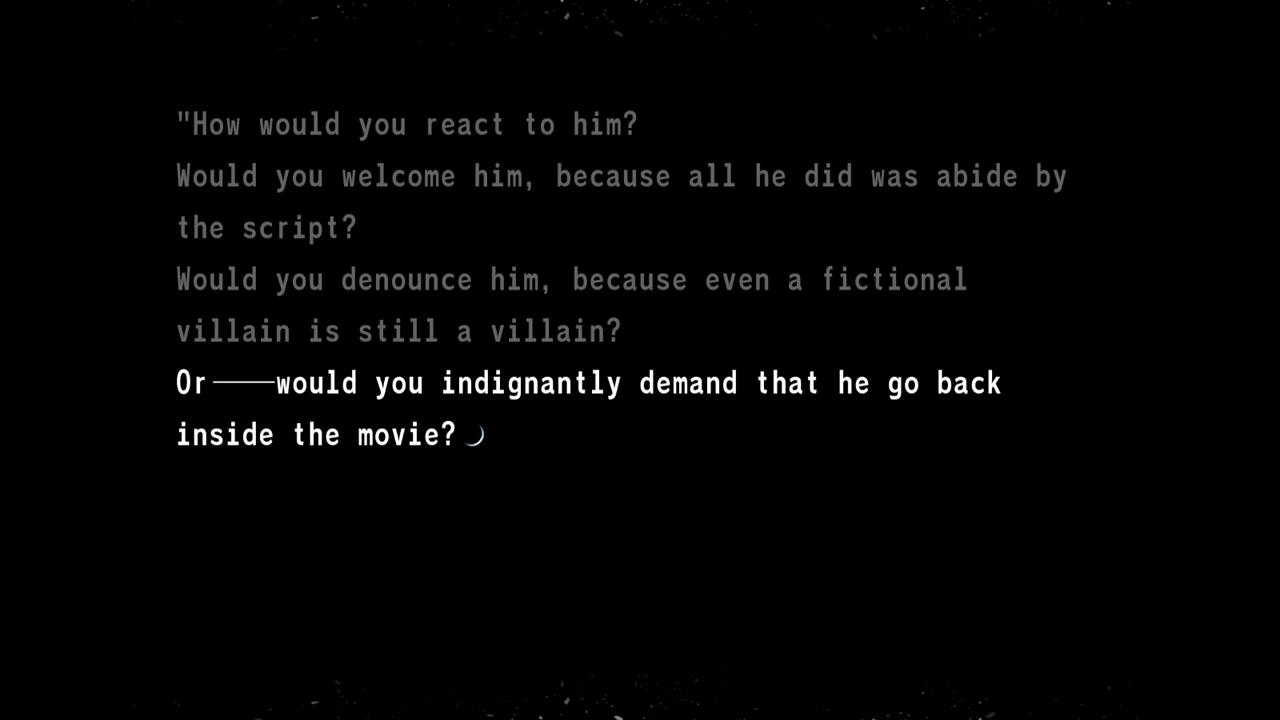 "How would you react to him?
Would you welcome him, because all he did was abide by
the script?
Would you denounce him, because even a fictional
villain is still a villain?
Or――would you indignantly demand that he go back
inside the movie?